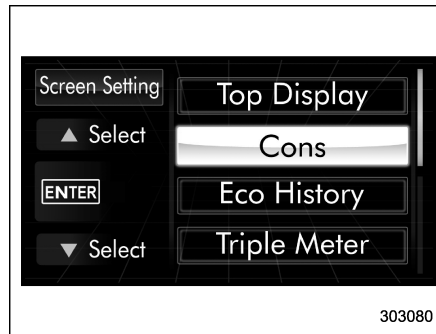 Screen Setting
Top Display
▲ Select
Cons
ENTER
Eco History
▼ Select
Triple Meter
303080